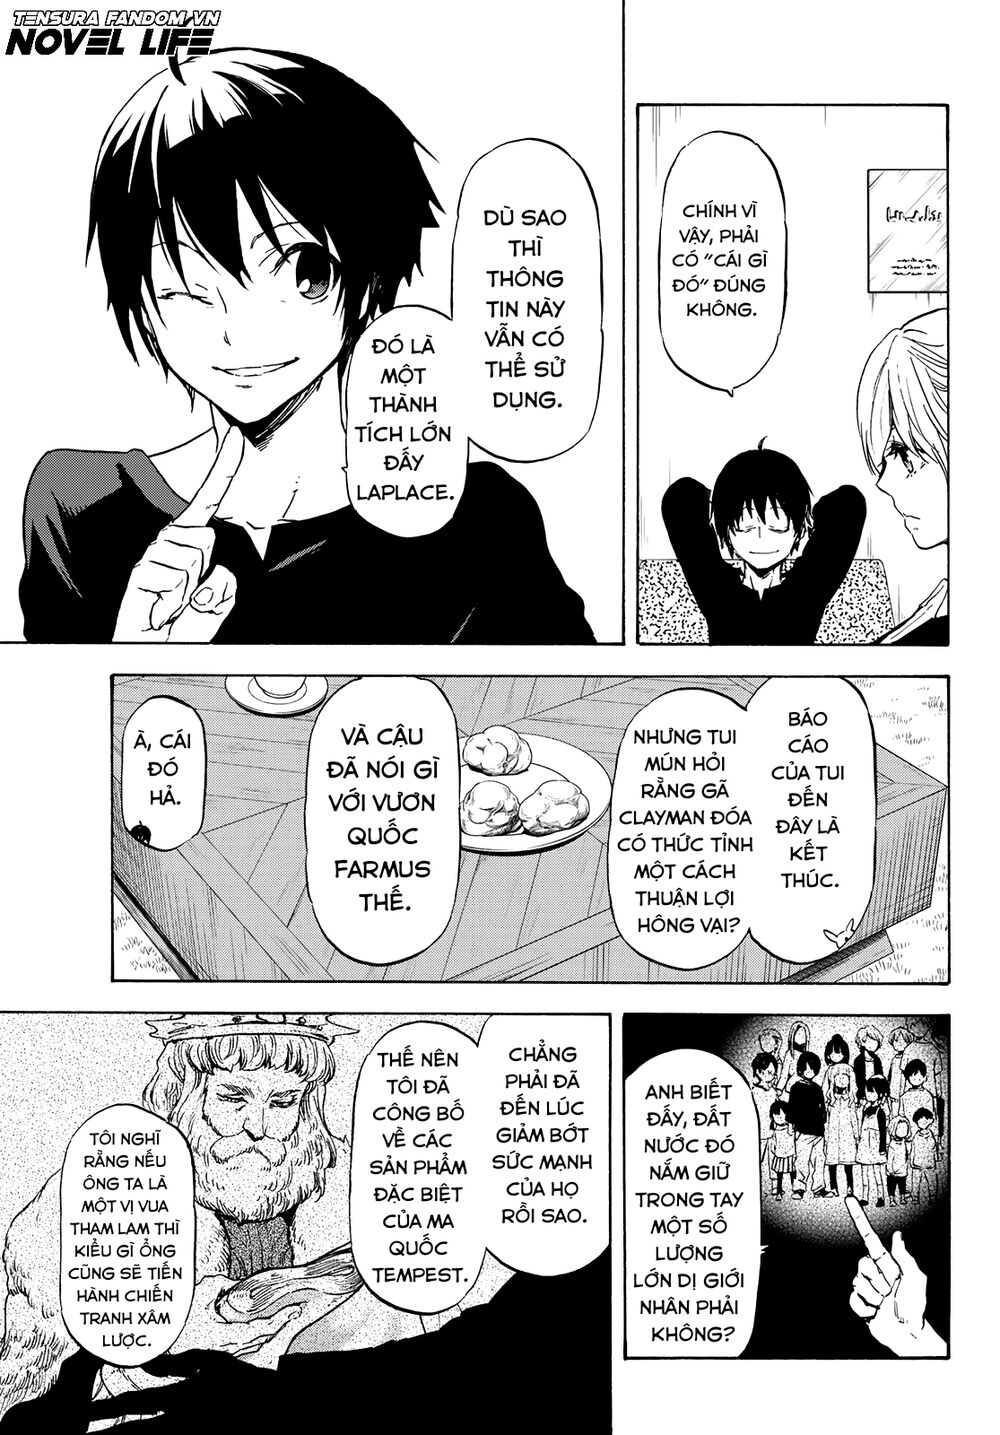 TENSURA FANDOM VN
NOVEL LIFE
CHÍNH VÌ
VẬY, PHẢI
CÓ "CÁI GÌ
ĐÓ" ĐÚNG
KHÔNG.
DÙ SAO
THÌ
THÔNG
TIN NÀY
VẪN CÓ
THỂ SỬ
DỤNG.
ĐÓ LÀ
MỘT
THÀNH
TÍCH LỚN
ĐẤY
LAPLACE.
BÁO
CÁO
CỦA TUI
ĐẾN
ĐÂY LÀ
KẾT
THÚC.
NHƯNG TUI
MÚN HỎI
RẰNG GÃ
CLAYMAN ĐÓA
CÓ THỨC TỈNH
MỘT CÁCH
THUẬN LỢI
HÔNG VẠI?
VÀ CẬU
ĐÃ NÓI GÌ
VỚI VƯƠN
QUỐC
FARMUS
THẾ.
À, CÁI
ĐÓ
HẢ.
ANH BIẾT
ĐẤY, ĐẤT
NƯỚC ĐÓ
NẮM GIỮ
TRONG TAY
MỘT SỐ
LƯỢNG
LỚN DỊ GIỚI
NHÂN PHẢI
KHÔNG?
CHẲNG
PHẢI ĐÃ
ĐẾN LÚC
GIẢM BỚT
SỨC MẠNH
CỦA HỌ
RỒI SAO.
THẾ NÊN
TÔI ĐÃ
CÔNG BỐ
VỀ CÁC
SẢN PHẨM
ĐẶC BIỆT
CỦA MA
QUỐC
TEMPEST.
TÔI NGHĨ
RẰNG NẾU
ÔNG TA LÀ
MỘT VỊ VUA
THAM LAM THÌ
KIỂU GÌ ỔNG
CŨNG SẼ TIẾN
HÀNH CHIẾN
TRANH XÂM
LƯỢC.